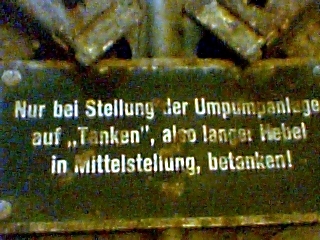 Nur bei Stellung der Umpumpanlage
auf „Tanken”, also langer Hebel
in Mittelstellung, betanken!